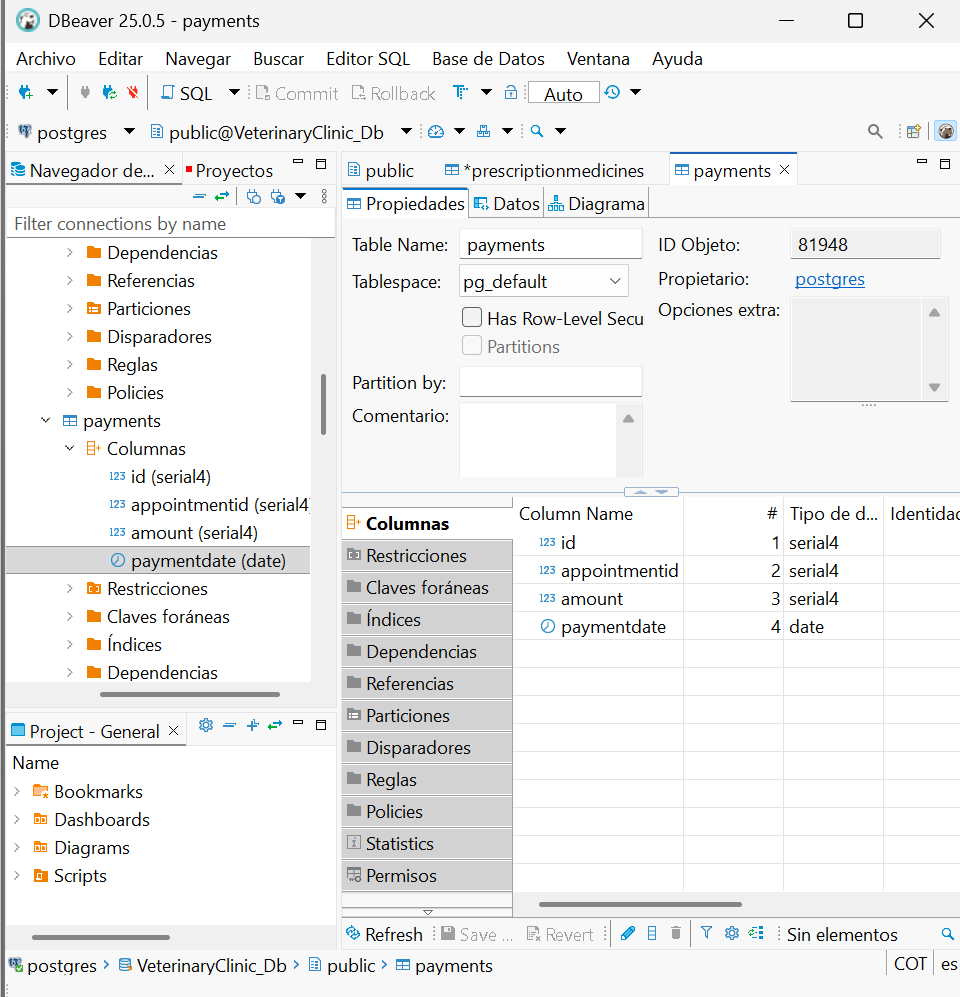 DBeaver 25.0.5 - payments
Archivo Editar Navegar Buscar Editor SQL Base de Datos Ventana Ayuda
SQL Commit Rollback Auto
postgres public@VeterinaryClinic_Db
Navegador de... Proyectos
Filter connections by name
Dependencias
Referencias
Particiones
Disparadores
Reglas
Policies
payments
Columnas
123 id (serial4)
123 appointmentid (serial4)
123 amount (serial4)
paymentdate (date)
Restricciones
Claves foráneas
Índices
Dependencias
Project - General
Name
Bookmarks
Dashboards
Diagrams
Scripts
public *prescriptionmedicines payments
Propiedades Datos Diagrama
Table Name: payments ID Objeto: 81948
Tablespace: pg_default Propietario: postgres
Has Row-Level Secu Opciones extra:
Partitions
Partition by:
Comentario:
Columnas
Restricciones
Claves foráneas
Índices
Dependencias
Referencias
Particiones
Disparadores
Reglas
Policies
Statistics
Permisos
Column Name # Tipo de d... Identidad
123 id 1 serial4
123 appointmentid 2 serial4
123 amount 3 serial4
paymentdate 4 date
Refresh Save ... Revert Sin elementos
postgres VeterinaryClinic_Db public payments COT es